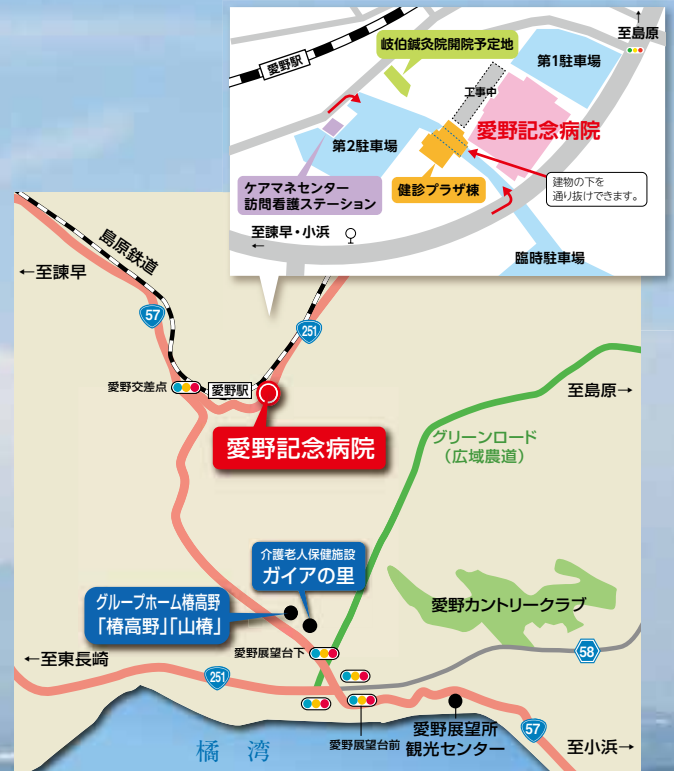 至島原
愛野駅
岐伯鍼灸院開院予定地
第1駐車場
工事中
愛野記念病院
第2駐車場
ケアマネセンター
訪問看護ステーション
健診プラザ棟
建物の下を
通り抜けできます。
至諫早・小浜
←
臨時駐車場
島原鉄道
←至諫早
57
251
愛野交差点
愛野駅
愛野記念病院
至島原→
グリーンロード
（広域農道）
介護老人保健施設
ガイアの里
グループホーム椿高野
「椿高野」「山椿」
愛野カントリークラブ
愛野展望台下
58
←至東長崎
251
愛野展望台前
愛野展望所
観光センター
57
橘湾
至小浜→